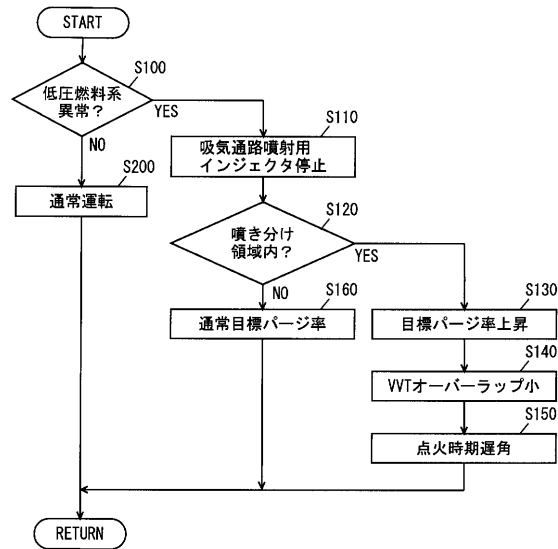 START
S100
低圧燃料系
異常？
YES
NO
S110
吸気通路噴射用
インジェクタ停止
S200
通常運転
S120
噴き分け
領域内？
YES
NO
S160
通常目標パージ率
S130
目標パージ率上昇
S140
VVTオーバーラップ小
S150
点火時期遅角
RETURN